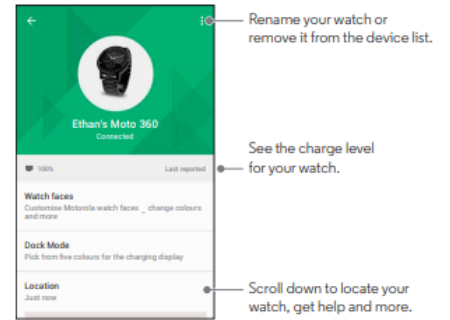 Rename your watch or
remove it from the device list.
Ethan's Moto 360
Connected
See the charge level
for your watch.
100%
Last reported
Watch faces
Customise Motorola watch faces _ change colours
and more
Dock Mode
Pick from five colours for the charging display
Location
Just now
Scroll down to locate your
watch, get help and more.